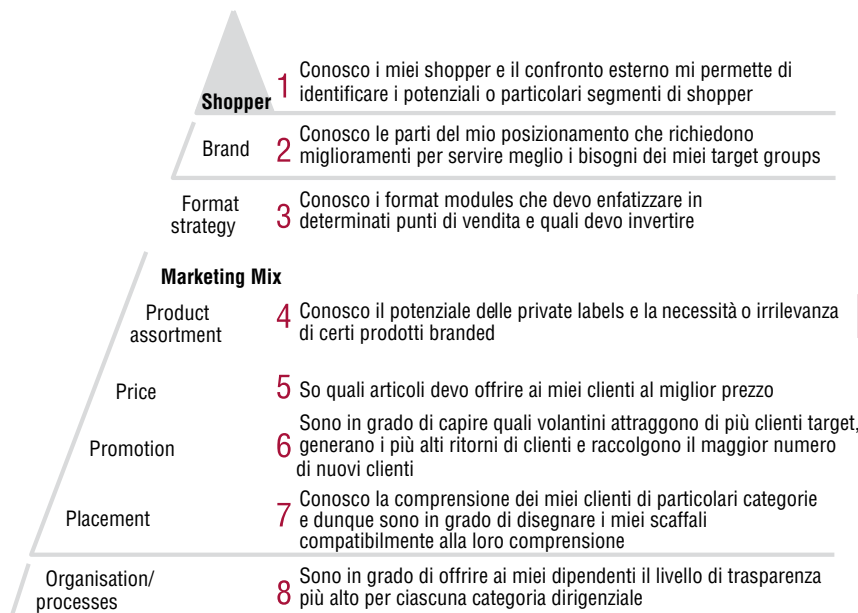 Shopper
1 Conosco i miei shopper e il confronto esterno mi permette di
identificare i potenziali o particolari segmenti di shopper
Brand
2 Conosco le parti del mio posizionamento che richiedono
miglioramenti per servire meglio i bisogni dei miei target groups
Format
strategy
3 Conosco i format modules che devo enfatizzare in
determinati punti di vendita e quali devo invertire
Marketing Mix
Product
assortment
4 Conosco il potenziale delle private labels e la necessità o irrilevanza
di certi prodotti branded
Price
5 So quali articoli devo offrire ai miei clienti al miglior prezzo
Promotion
6 Sono in grado di capire quali volantini attraggono di più clienti target,
generano i più alti ritorni di clienti e raccolgono il maggior numero
di nuovi clienti
Placement
7 Conosco la comprensione dei miei clienti di particolari categorie
e dunque sono in grado di disegnare i miei scaffali
compatibilmente alla loro comprensione
Organisation/
processes
8 Sono in grado di offrire ai miei dipendenti il livello di trasparenza
più alto per ciascuna categoria dirigenziale